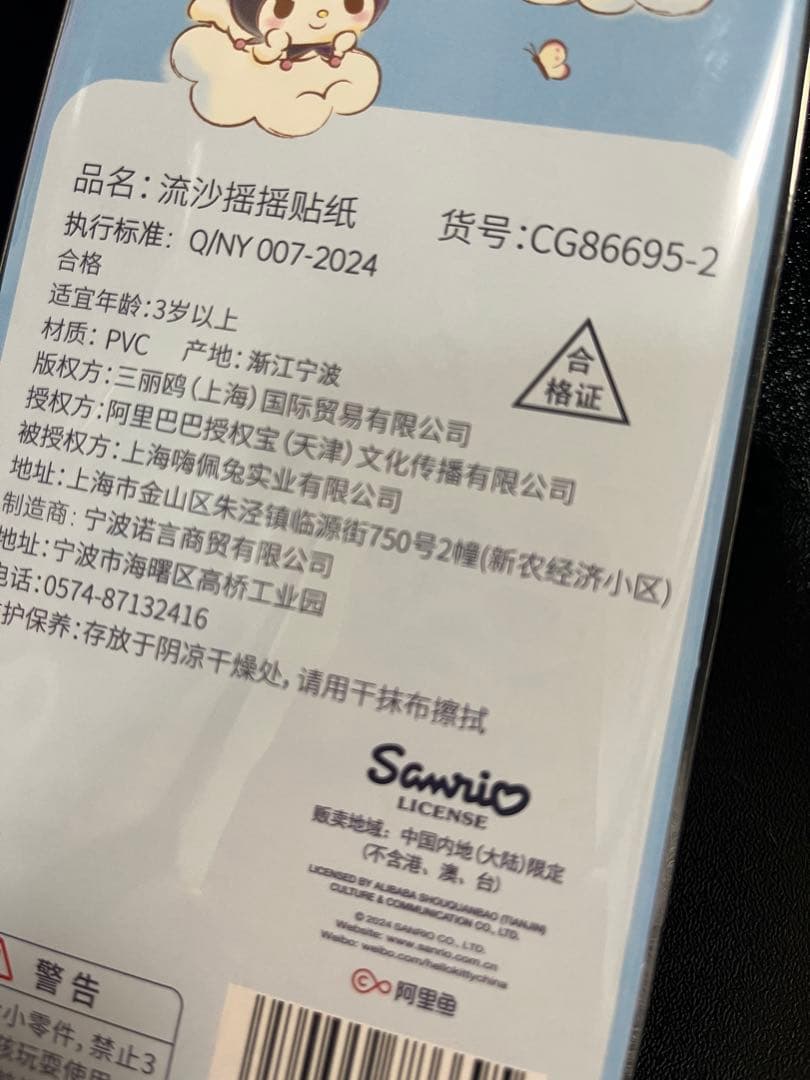 品名：流沙摇摇贴纸
货号：CG86695-2
执行标准：Q/NY 007-2024
合格
适宜年龄：3岁以上
材质：PVC 产地：浙江宁波
合
格证
版权方：三丽鸥（上海）国际贸易有限公司
授权方：阿里巴巴授权宝（天津）文化传播有限公司
被授权方：上海嗨佩兔实业有限公司
地址：上海市金山区朱泾镇临源街750号2幢(新农经济小区)
制造商：宁波诺言商贸有限公司
地址：宁波市海曙区高桥工业园
电话：0574-87132416
护保养：存放于阴凉干燥处，请用干抹布擦拭
Sanrio
LICENSE
贩卖地域：中国内地（大陆）限定
（不含港、澳、台）
LICENSED BY ALIBABA SHOUQUANBAO (TIANJIN)
CULTURE & COMMUNICATION CO., LTD.
© 2024 SANRIO CO., LTD.
Website: www.sanrio.com.cn
Weibo: weibo.com/hellokittychina
阿里鱼
警告
小零件，禁止3
孩玩耍使用